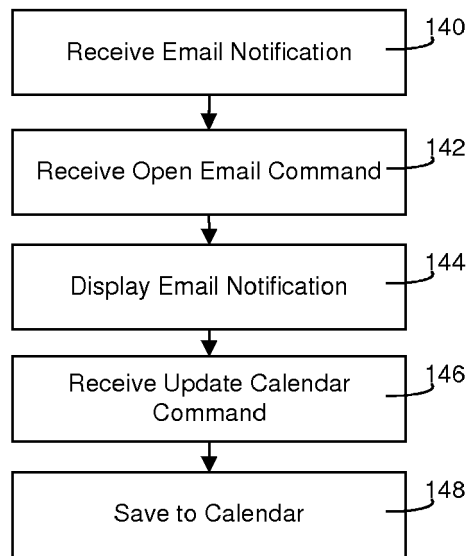 140
Receive Email Notification
142
Receive Open Email Command
144
Display Email Notification
146
Receive Update Calendar
Command
148
Save to Calendar